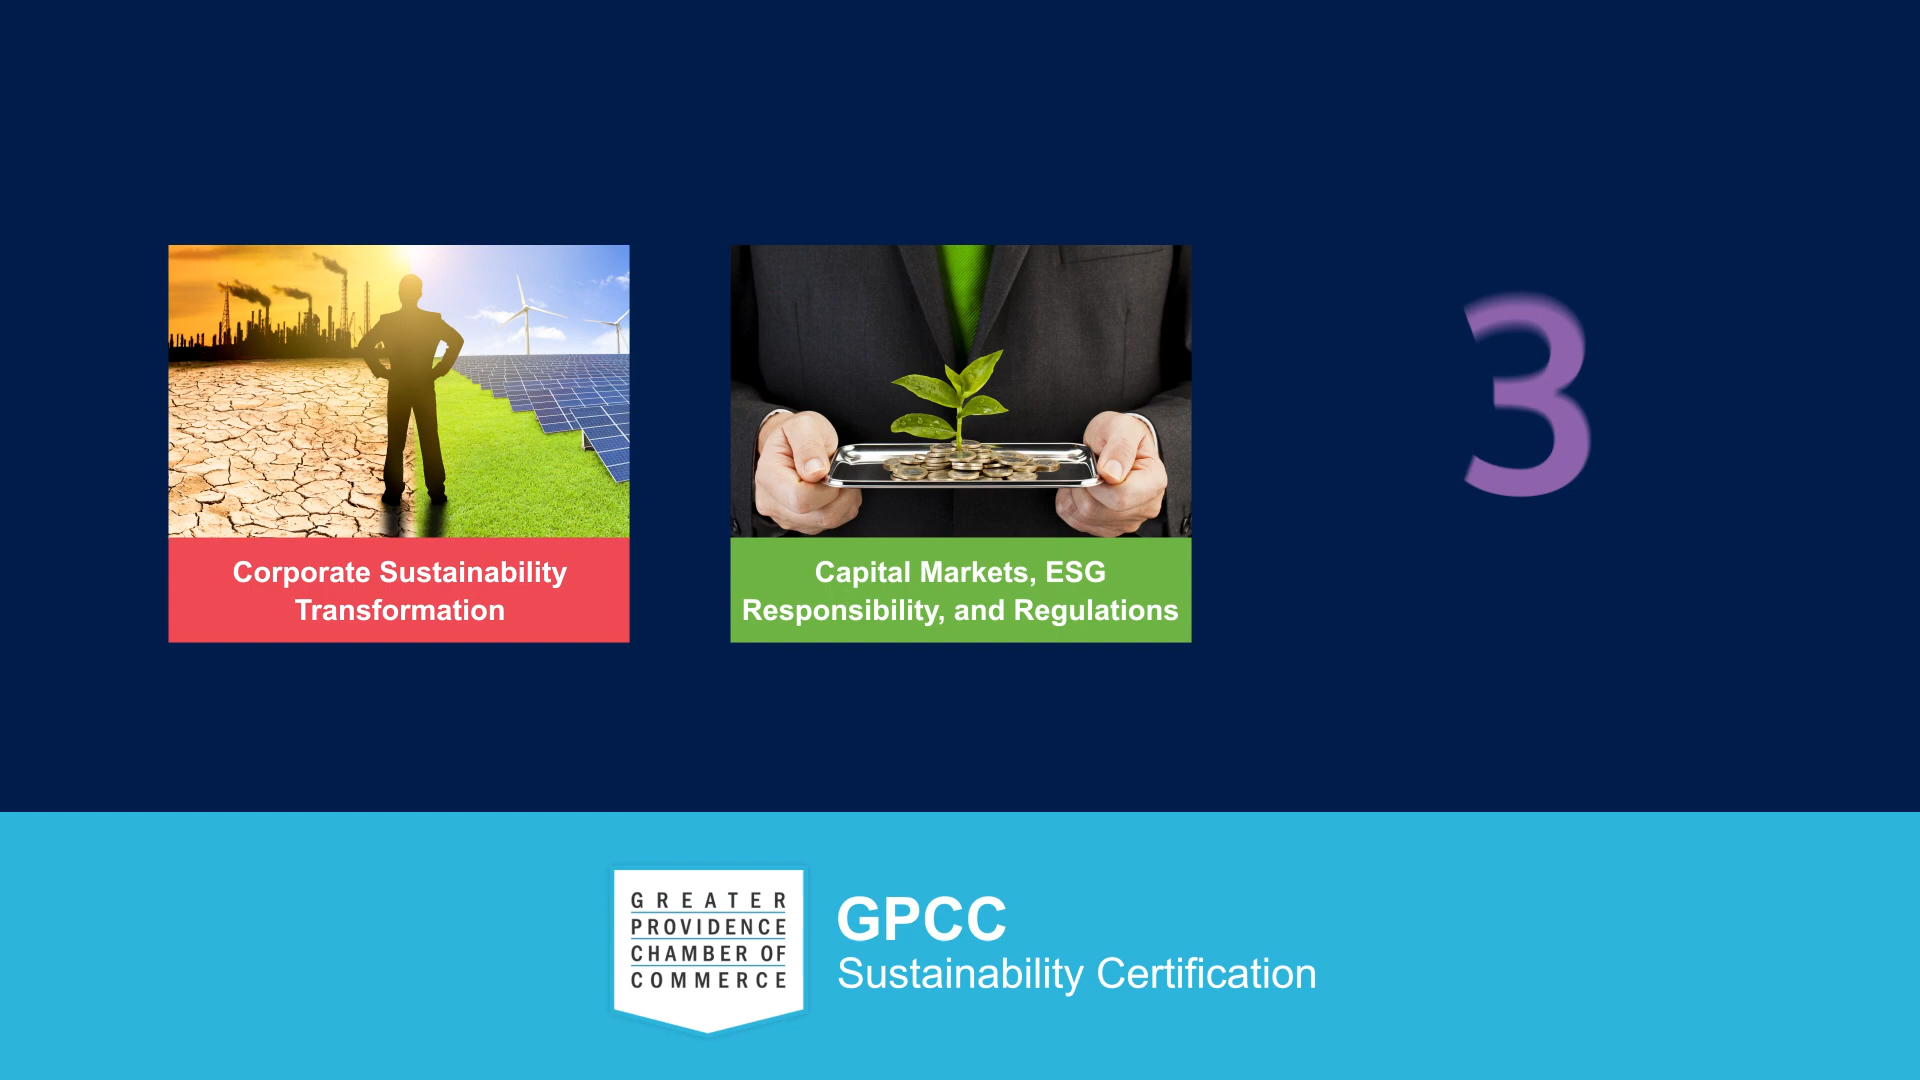 Corporate Sustainability
Transformation
Capital Markets, ESG
Responsibility, and Regulations
3
GREATER
PROVIDENCE
CHAMBER OF
COMMERCE
GPCC
Sustainability Certification